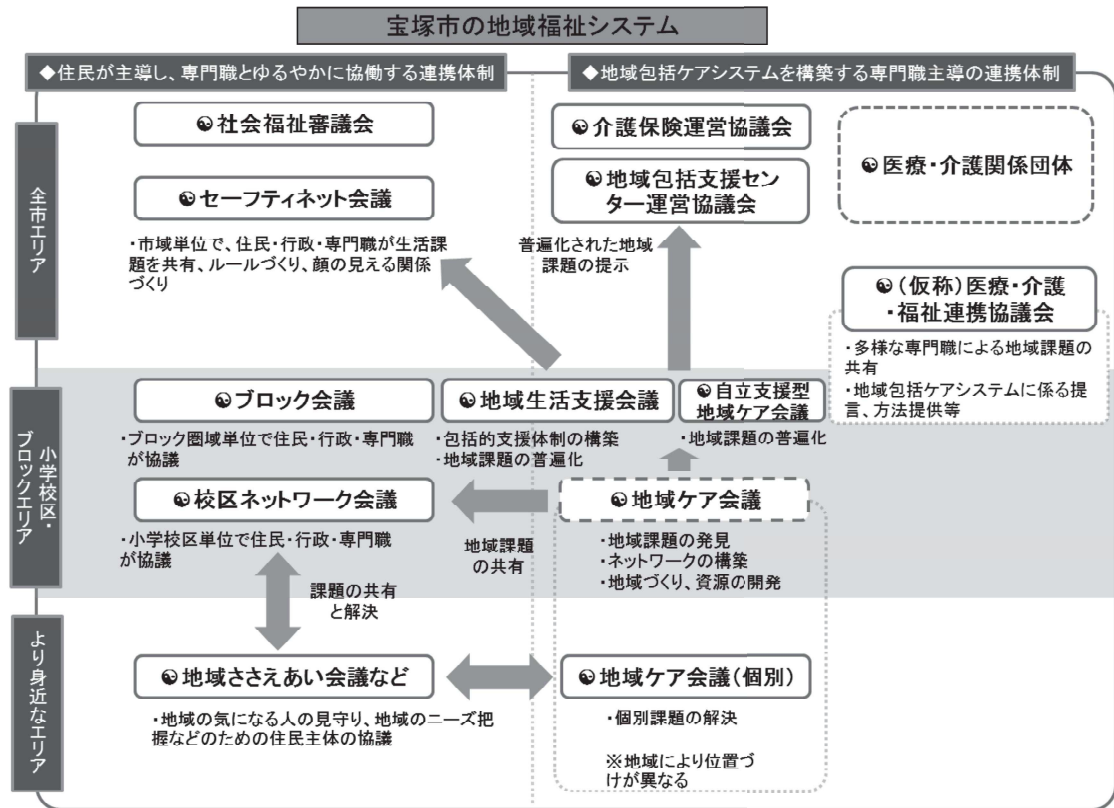 宝塚市の地域福祉システム
◆住民が主導し、専門職とゆるやかに協働する連携体制
◆地域包括ケアシステムを構築する専門職主導の連携体制
全市エリア
☯社会福祉審議会
☯セーフティネット会議
・市域単位で、住民・行政・専門職が生活課
題を共有、ルールづくり、顔の見える関係
づくり
☯介護保険運営協議会
☯地域包括支援セン
ター運営協議会
普遍化された地域
課題の提示
☯医療・介護関係団体
☯(仮称)医療・介護
・福祉連携協議会
・多様な専門職による地域課題の
共有
・地域包括ケアシステムに係る提
言、方法提供等
小学校区・
ブロックエリア
☯ブロック会議
・ブロック圏域単位で住民・行政・専門職
が協議
☯地域生活支援会議
・包括的支援体制の構築
・地域課題の普遍化
☯自立支援型
地域ケア会議
・地域課題の普遍化
☯校区ネットワーク会議
・小学校区単位で住民・行政・専門職
が協議
地域課題
の共有
☯地域ケア会議
・地域課題の発見
・ネットワークの構築
・地域づくり、資源の開発
課題の共有
と解決
より身近なエリア
☯地域ささえあい会議など
・地域の気になる人の見守り、地域のニーズ把
握などのための住民主体の協議
☯地域ケア会議(個別)
・個別課題の解決
※地域により位置づ
けが異なる